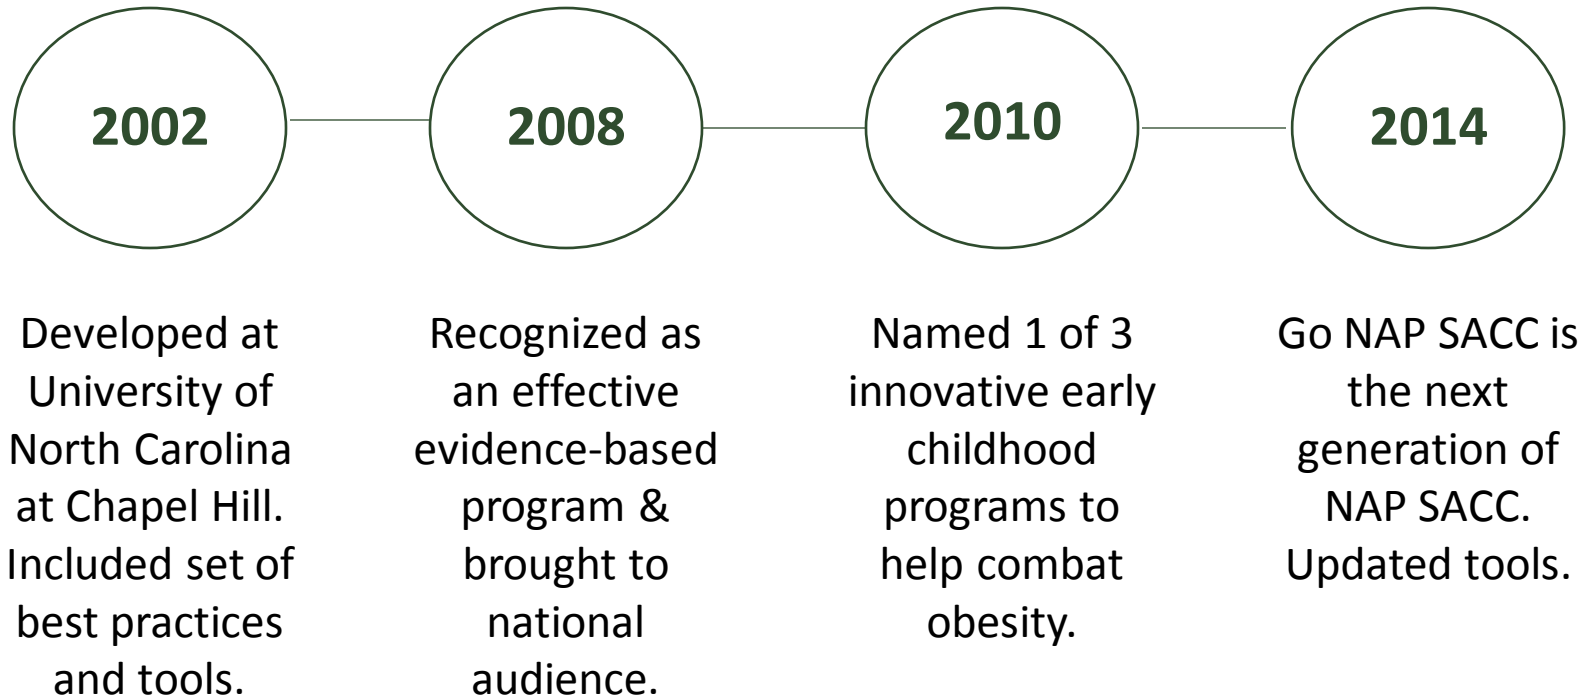 2002
2008
2010
2014
Developed at
University of
North Carolina
at Chapel Hill.
Included set of
best practices
and tools.
Recognized as
an effective
evidence-based
program &
brought to
national
audience.
Named 1 of 3
innovative early
childhood
programs to
help combat
obesity.
Go NAP SACC is
the next
generation of
NAP SACC.
Updated tools.